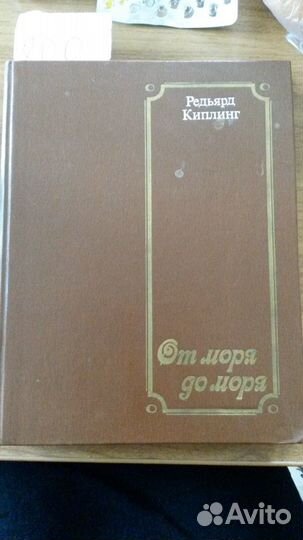 Редьярд
Киплинг
От моря
до моря
Avito